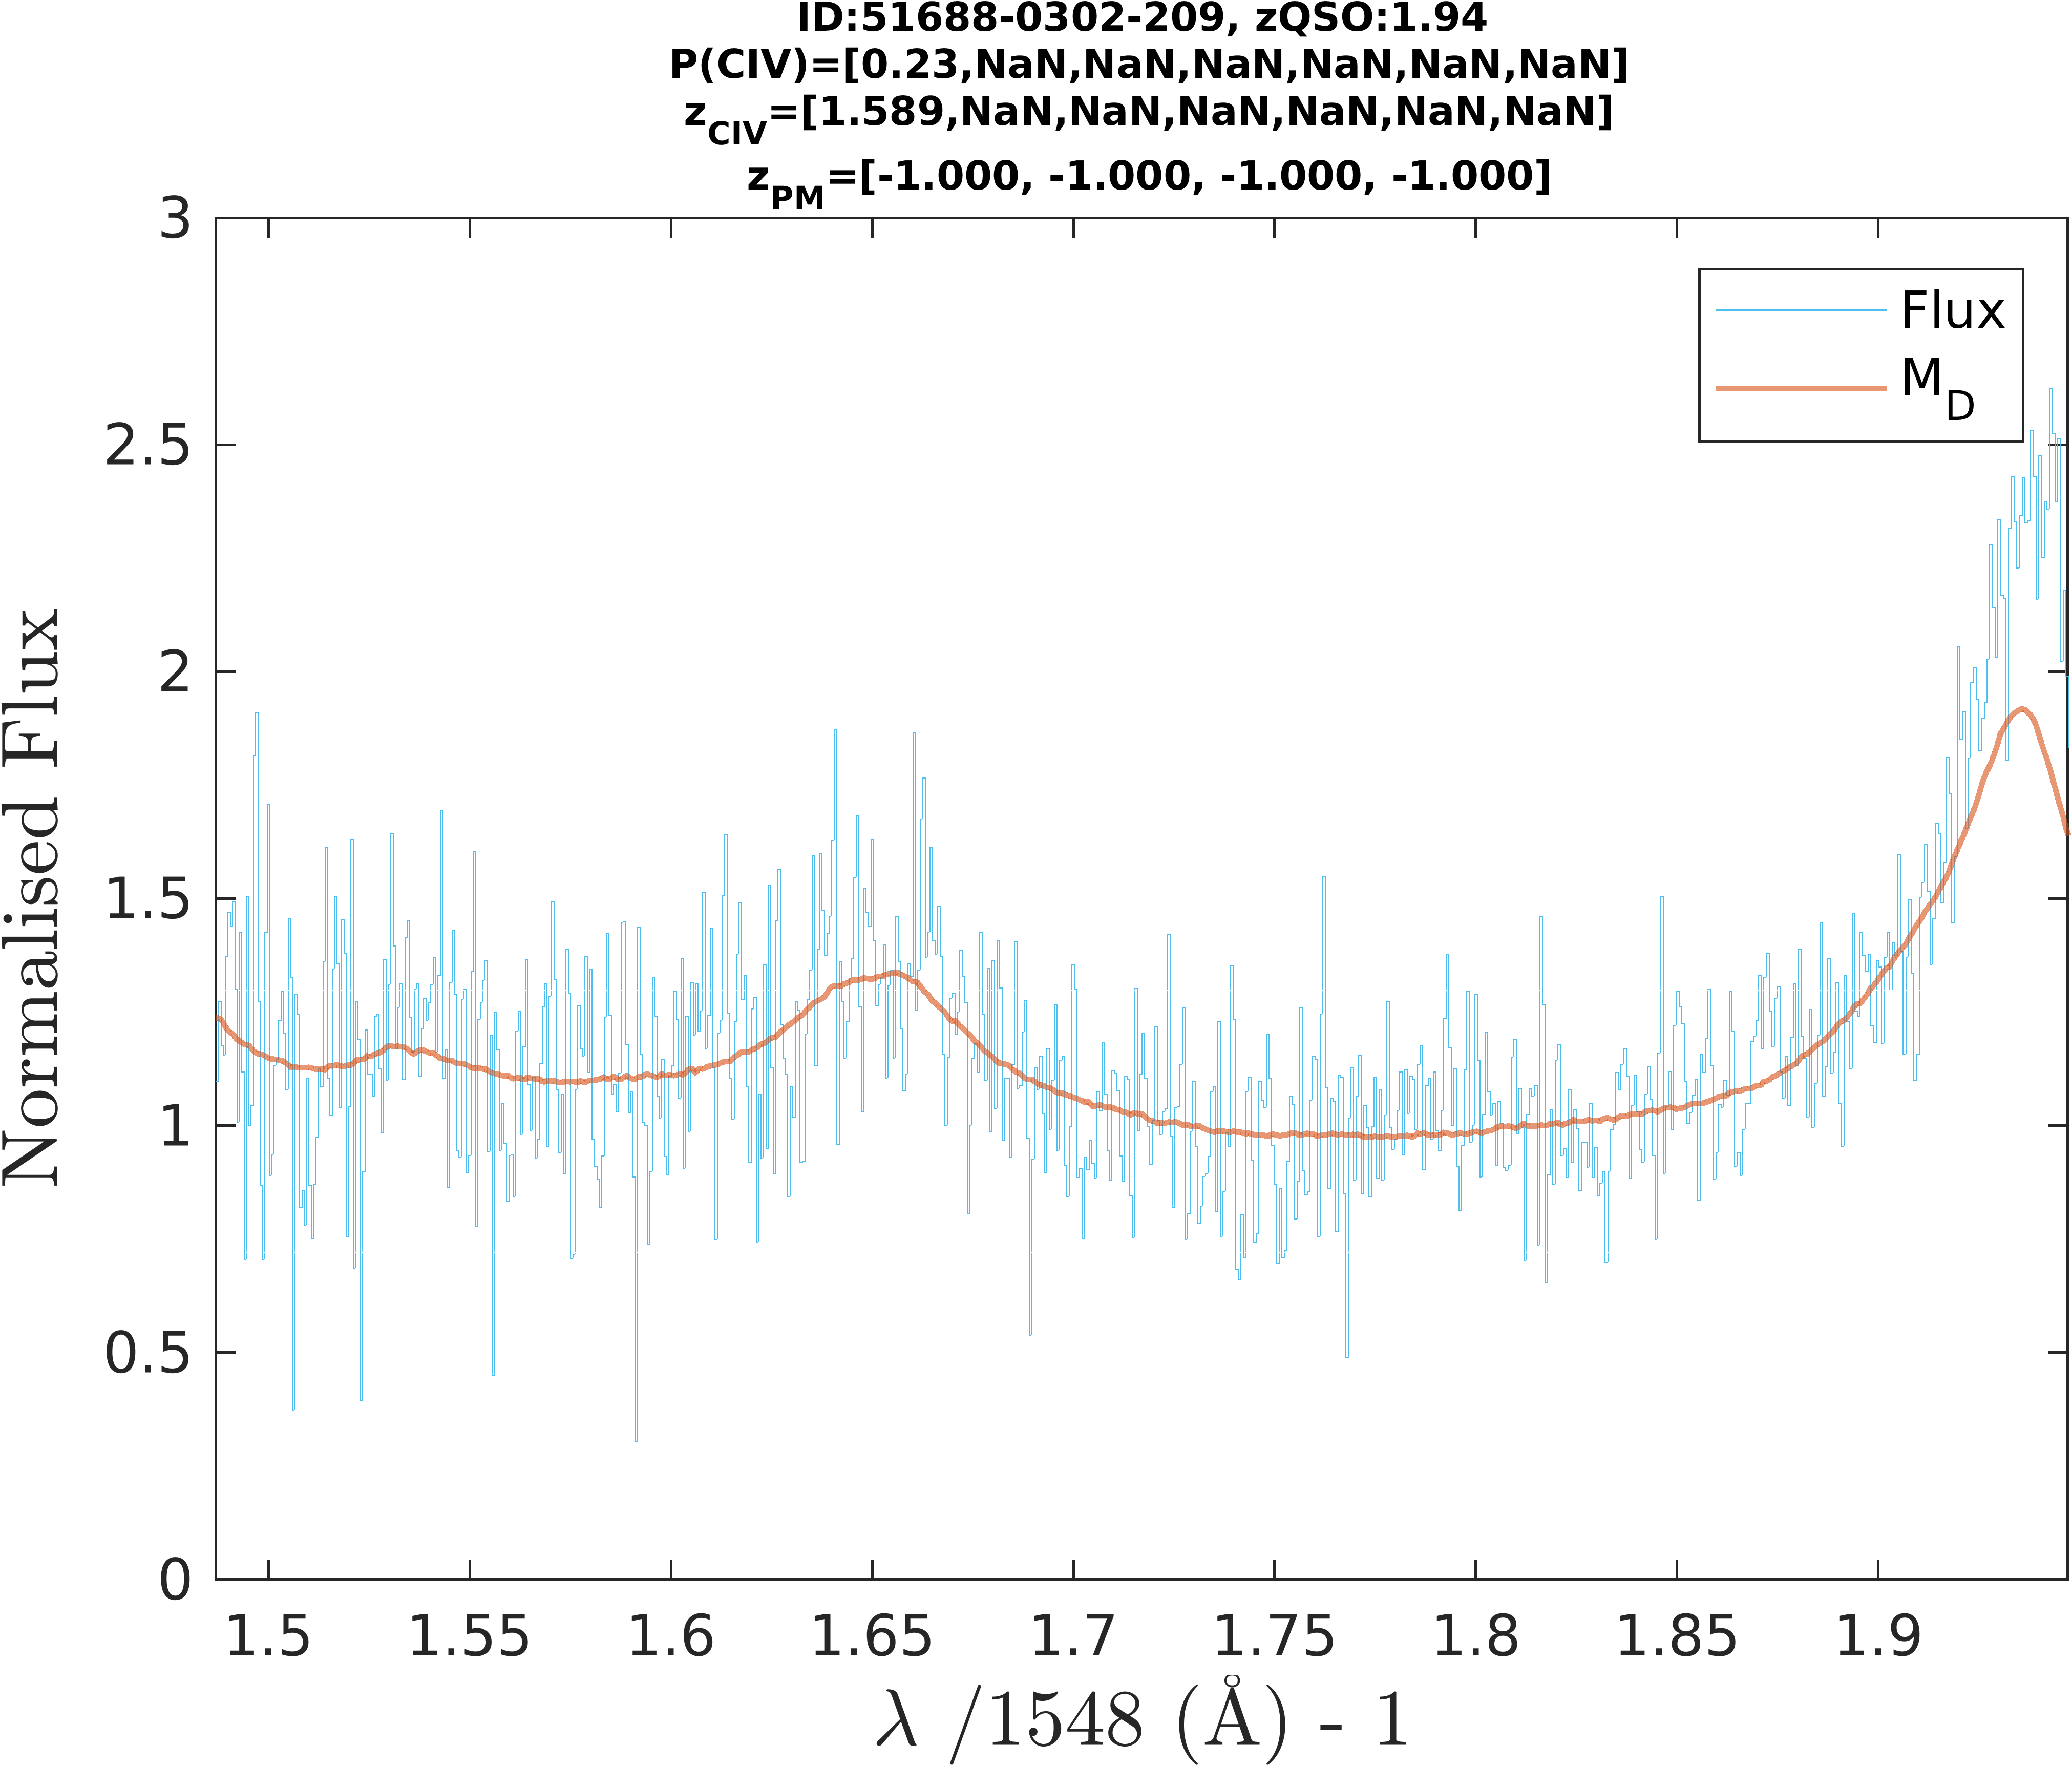 ID:51688-0302-209, zQSO:1.94
P(CIV)=[0.23,NaN,NaN,NaN,NaN,NaN,NaN]
zCIV=[1.589,NaN,NaN,NaN,NaN,NaN,NaN]
zPM=[-1.000, -1.000, -1.000, -1.000]
Flux
MD
3
2.5
2
1.5
1
0.5
0
Normalised Flux
1.5 1.55 1.6 1.65 1.7 1.75 1.8 1.85 1.9
λ /1548 (Å) - 1